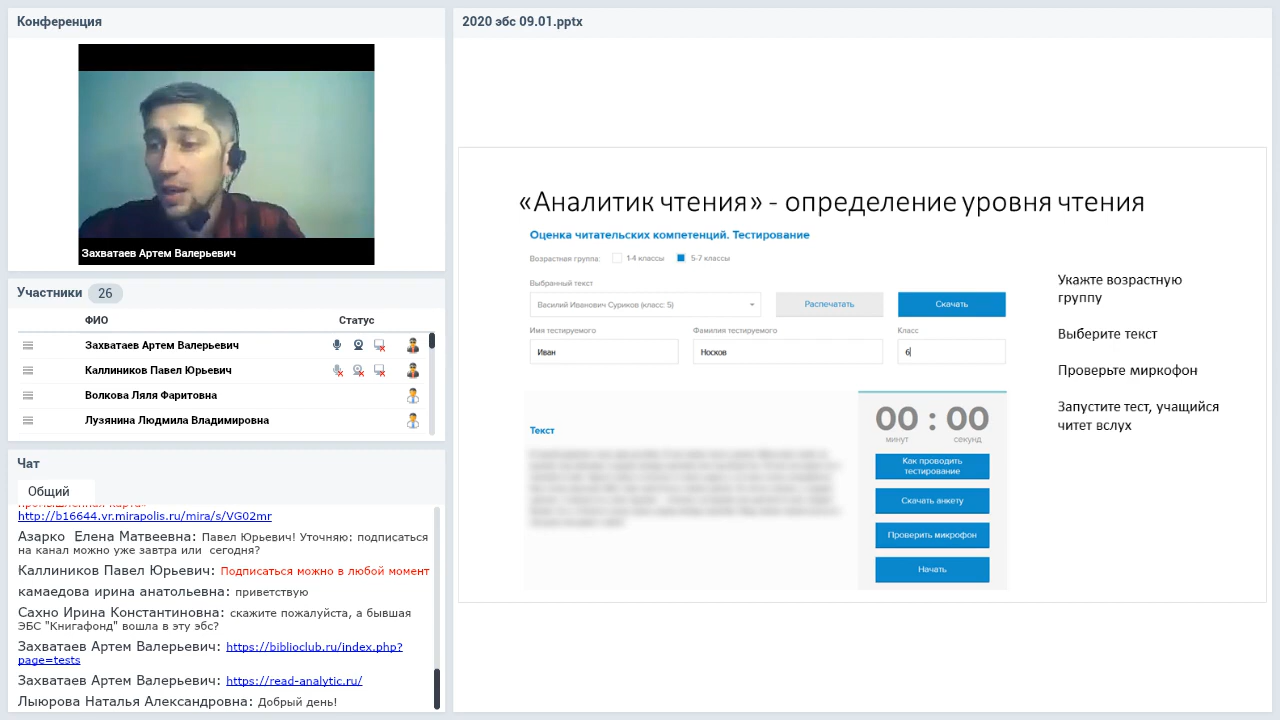 Конференция
Захватаев Артем Валерьевич
Участники 26
ФИО Статус
Захватаев Артем Валерьевич
Каллиников Павел Юрьевич
Волкова Ляля Фаритовна
Лузянина Людмила Владимировна
Чат
Общий
http://b16644.vr.mirapolis.ru/mira/s/VG02mr
Азарко Елена Матвеевна: Павел Юрьевич! Уточняю: подписаться
на канал можно уже завтра или сегодня?
Каллиников Павел Юрьевич: Подписаться можно в любой момент
камаедова ирина анатольевна: приветствую
Сахно Ирина Константиновна: скажите пожалуйста, а бывшая
ЭБС "Книгафонд" вошла в эту эбс?
Захватаев Артем Валерьевич: https://biblioclub.ru/index.php?
page=tests
Захватаев Артем Валерьевич: https://read-analytic.ru/
Лыюрова Наталья Александровна: Добрый день!
2020 эбс 09.01.pptx
«Аналитик чтения» - определение уровня чтения
Оценка читательских компетенций. Тестирование
Возрастная группа: 1-4 классы 5-7 классы
Выбранный текст
Василий Иванович Суриков (класс: 5) Распечатать Скачать
Имя тестируемого Фамилия тестируемого Класс
Иван Носков 6
Текст
00 : 00
минут секунд
Как проводить
тестирование
Скачать анкету
Проверить микрофон
Начать
Укажте возрастную
группу
Выберите текст
Проверьте миркофон
Запустите тест, учащийся
читет вслух